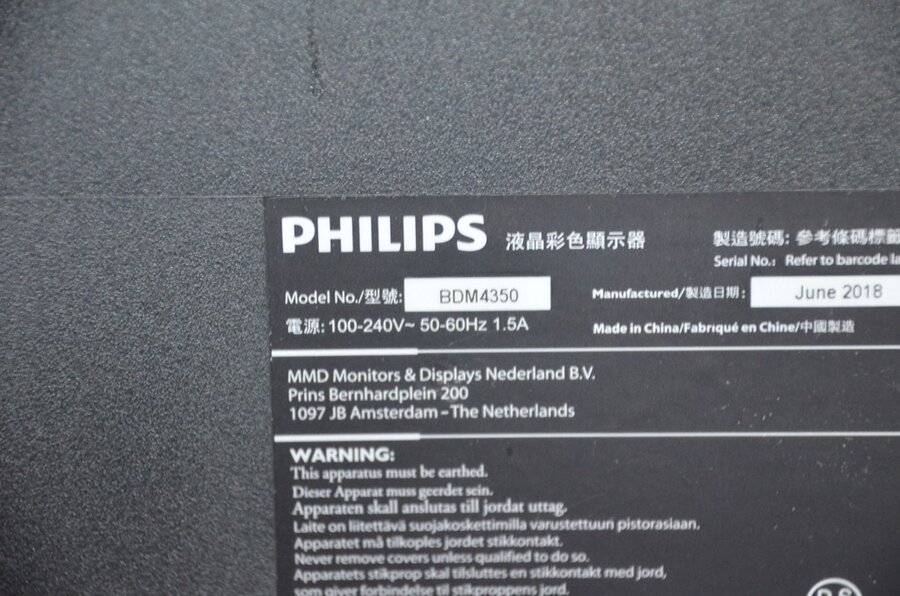 PHILIPS 液晶彩色顯示器
製造號碼: 參考條碼標籤
Serial No.: Refer to barcode la
Model No./型號: BDM4350
Manufactured/製造日期: June 2018
電源: 100-240V~ 50-60Hz 1.5A
Made in China/Fabriqué en Chine/中國製造
MMD Monitors & Displays Nederland B.V.
Prins Bernhardplein 200
1097 JB Amsterdam – The Netherlands
WARNING:
This apparatus must be earthed.
Dieser Apparat muss geerdet sein.
Apparaten skall anslutas till jordat uttag.
Laite on liitettävä suojakoskettimilla varustettuun pistorasiaan.
Apparatet må tilkoples jordet stikkontakt.
Never remove covers unless qualified to do so.
Apparatets stikprop skal tilsluttes en stikkontakt med jord,
som giver forbindelse til stikproppens jord.